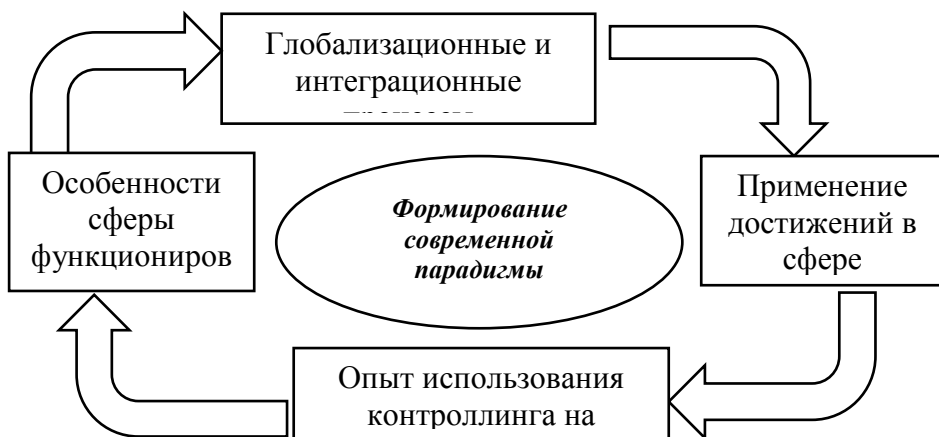 Глобализационные и
интеграционные
Особенности
сферы
функциониров
Формирование
современной
парадигмы
Применение
достижений в
сфере
Опыт использования
контроллинга на